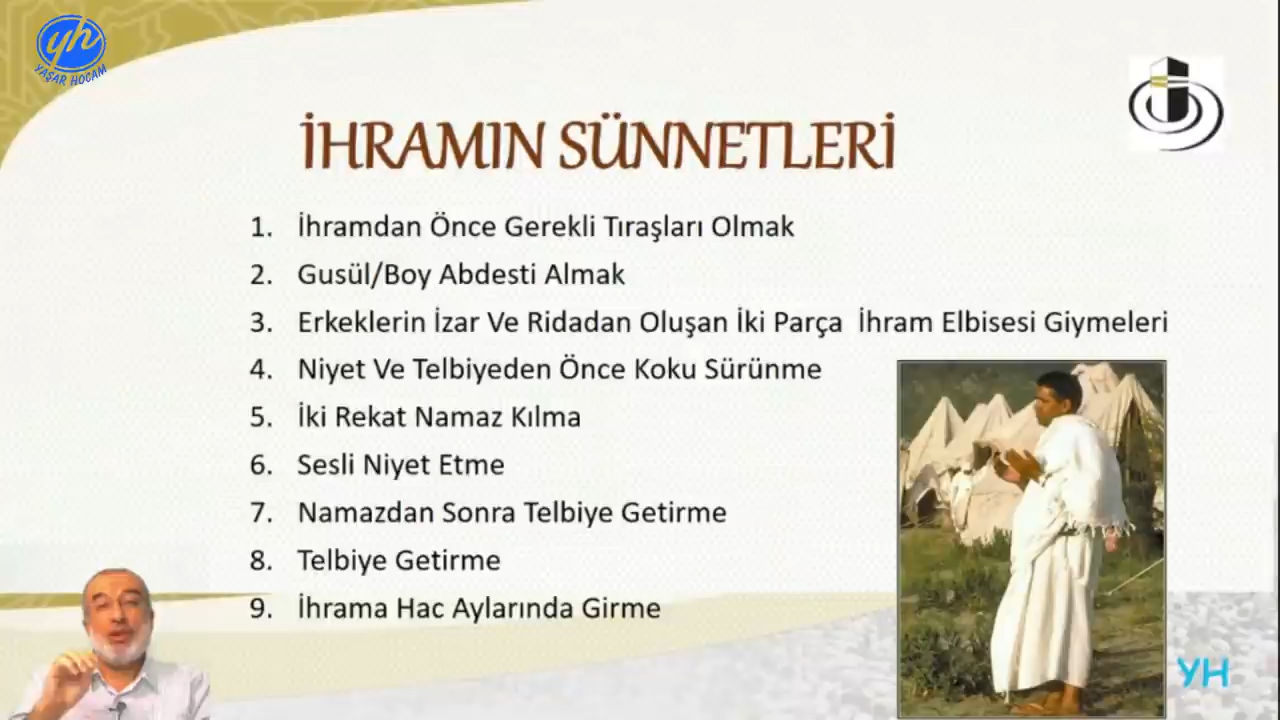 yh
YAŞAR HOCAM
İHRAMIN SÜNNETLERİ
1. İhramdan Önce Gerekli Tıraşları Olmak
2. Gusül/Boy Abdesti Almak
3. Erkeklerin İzar Ve Ridadan Oluşan İki Parça İhram Elbisesi Giymeleri
4. Niyet Ve Telbiyeden Önce Koku Sürünme
5. İki Rekat Namaz Kılma
6. Sesli Niyet Etme
7. Namazdan Sonra Telbiye Getirme
8. Telbiye Getirme
9. İhrama Hac Aylarında Girme
YH